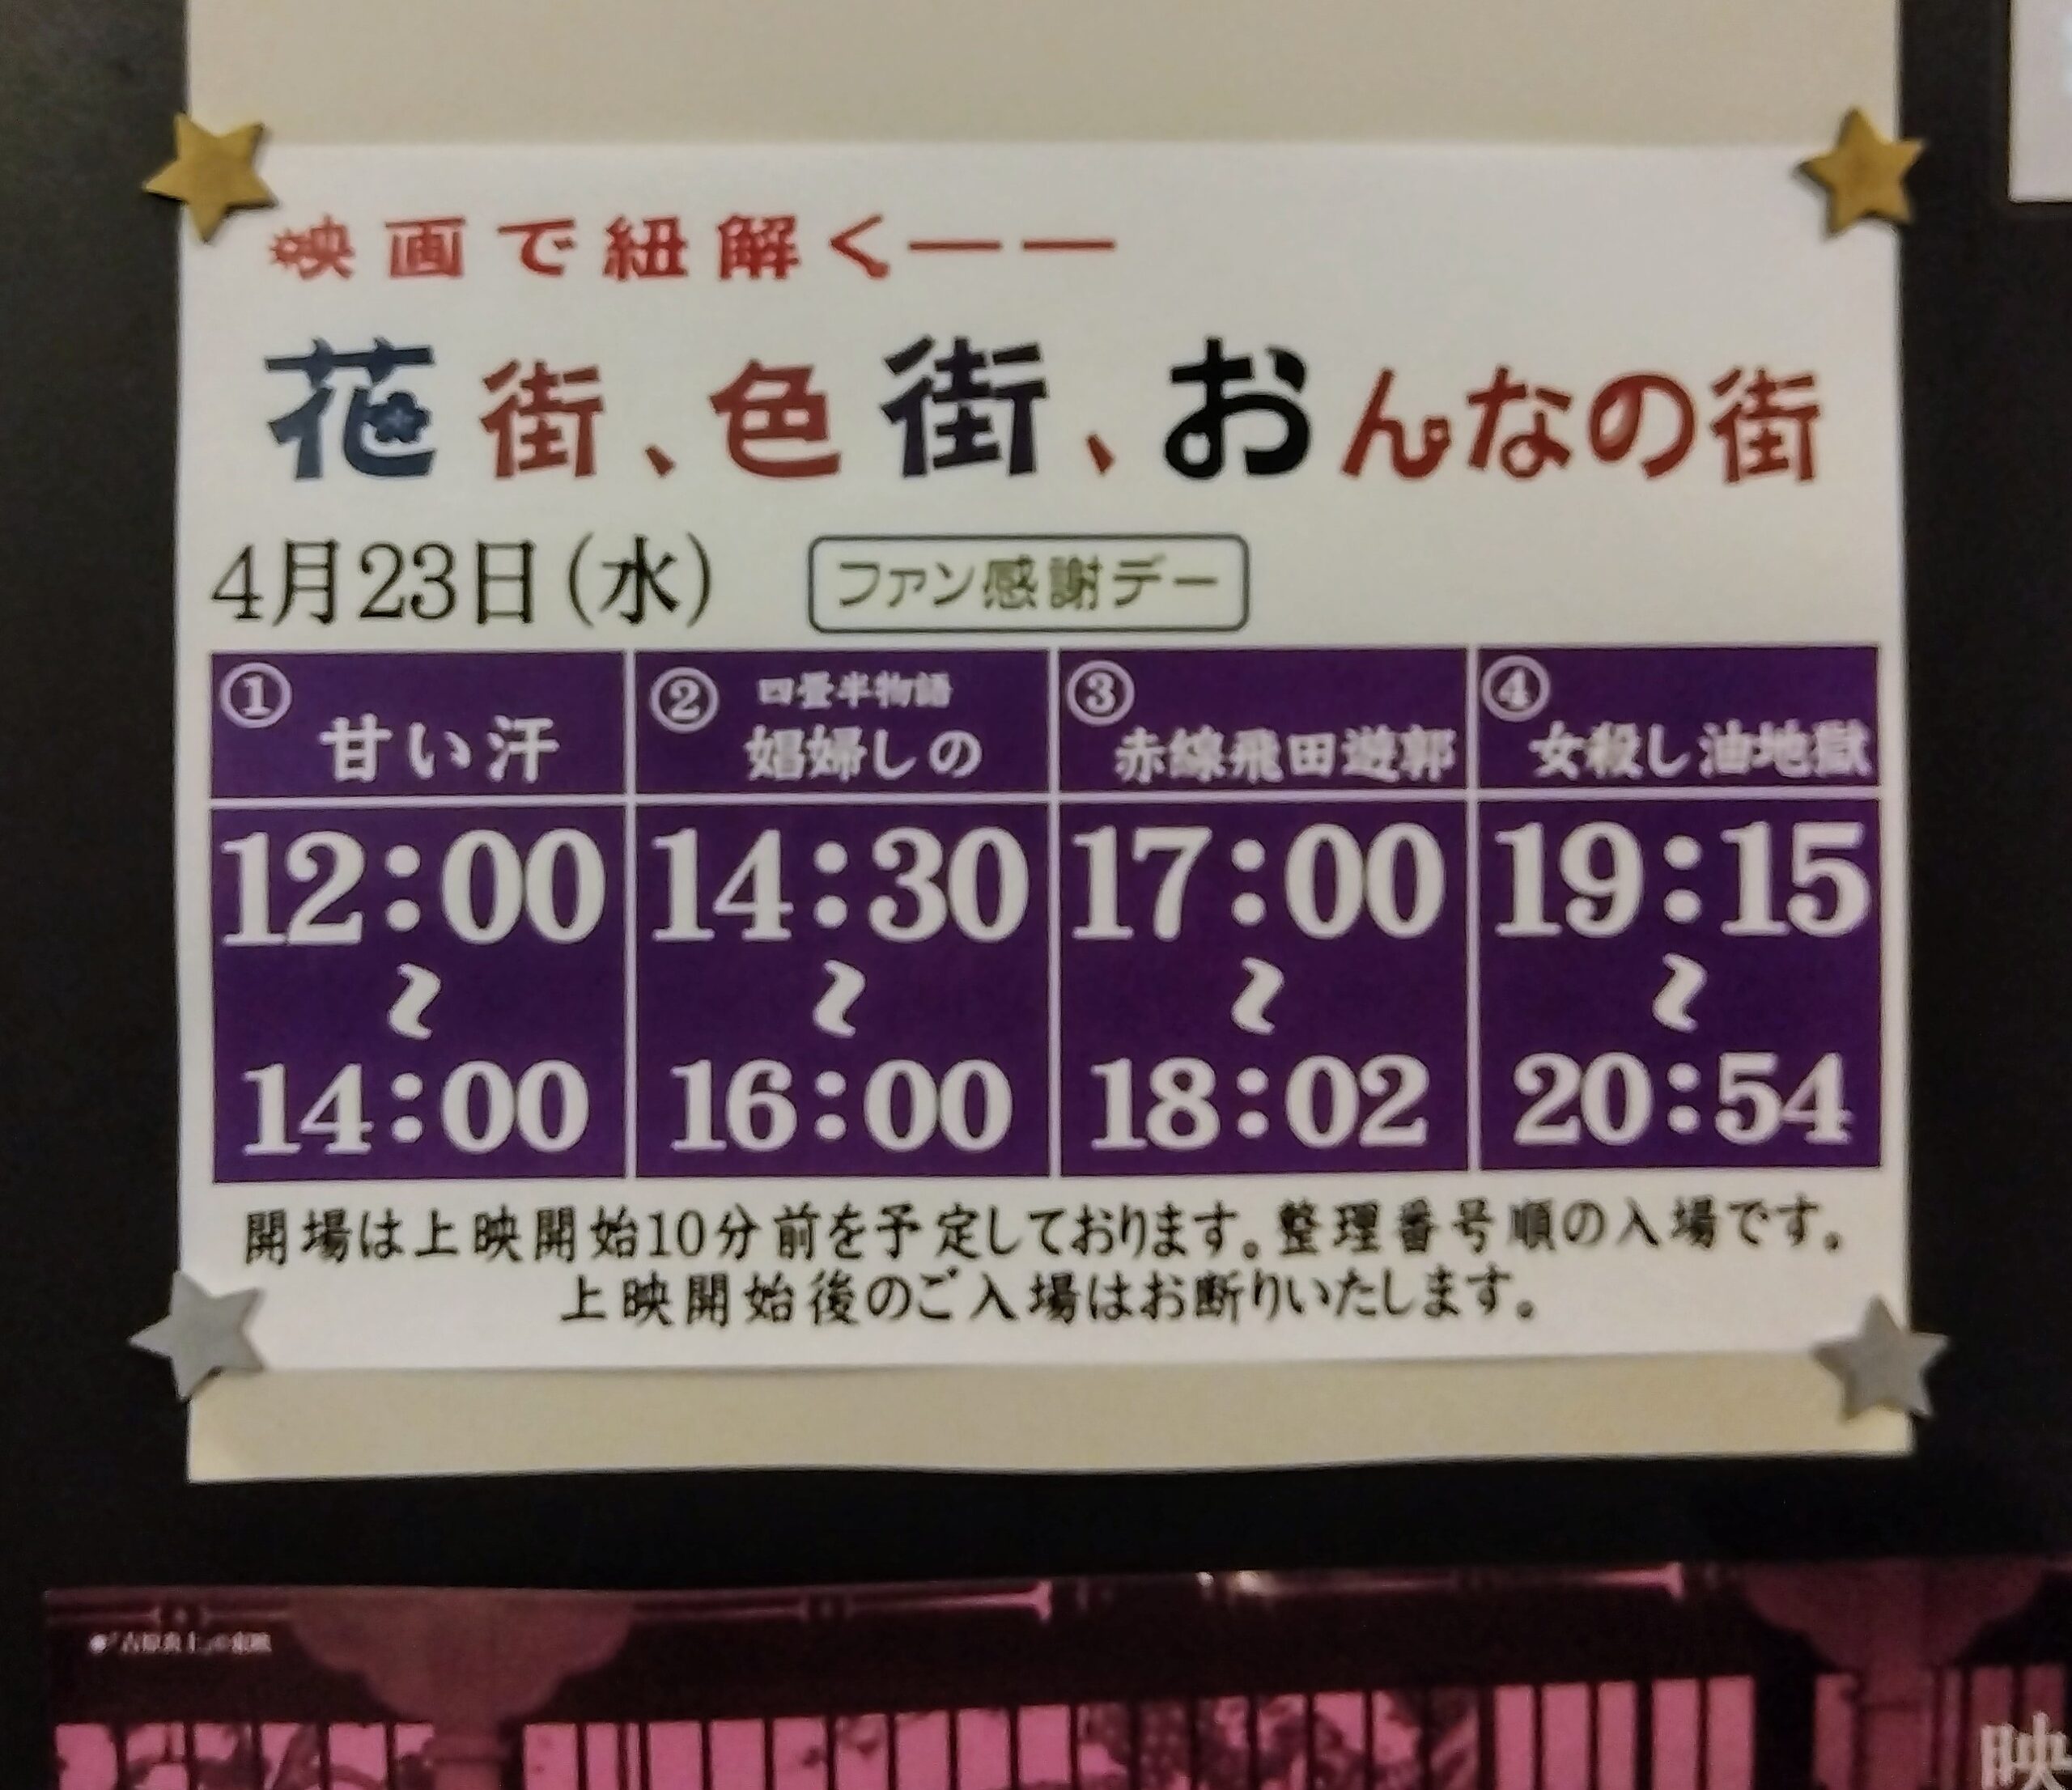 映画で紐解く――
花街、色街、おんなの街
4月23日(水)
ファン感謝デー
① 甘い汗
② 四畳半物語
娼婦しの
③ 赤線飛田遊郭
④ 女殺し油地獄
12:00
〜
14:00
14:30
〜
16:00
17:00
〜
18:02
19:15
〜
20:54
開場は上映開始10分前を予定しております。整理番号順の入場です。
上映開始後のご入場はお断りいたします。
映